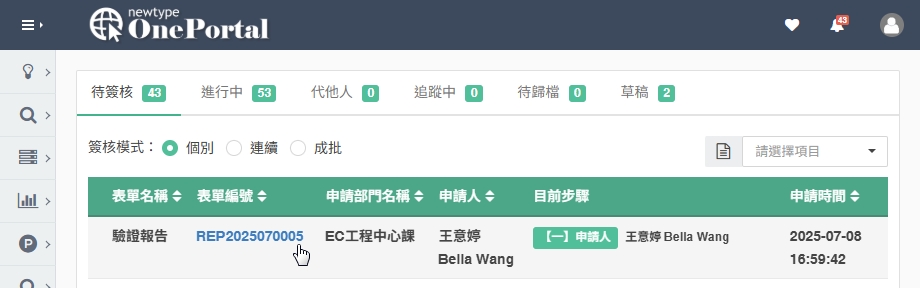 newtype
OnePortal
43
待簽核 43 進行中 53 代他人 0 追蹤中 0 待歸檔 0 草稿 2
簽核模式： 個別 連續 成批 請選擇項目
表單名稱 表單編號 申請部門名稱 申請人 目前步驟 申請時間
驗證報告 REP2025070005 EC工程中心課 王意婷 【一】申請人 王意婷 Bella Wang 2025-07-08
Bella Wang 16:59:42
P